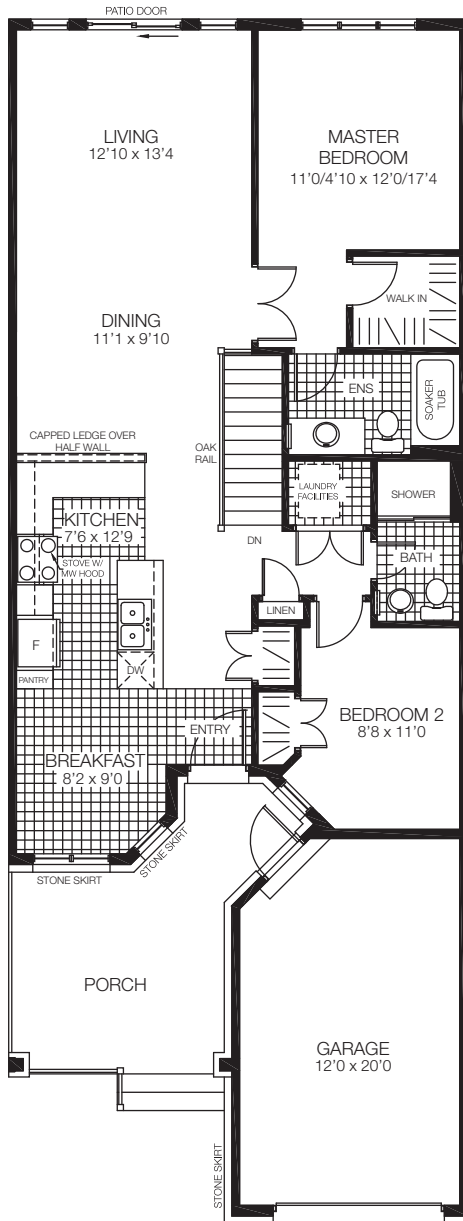 PATIO DOOR
LIVING
12'10 x 13'4
MASTER
BEDROOM
11'0/4'10 x 12'0/17'4
WALK IN
DINING
11'1 x 9'10
ENS
SOAKER
TUB
CAPPED LEDGE OVER
HALF WALL
OAK
RAIL
LAUNDRY
FACILITIES
SHOWER
KITCHEN
7'6 x 12'9
STOVE W/
MW HOOD
DN
BATH
LINEN
F
DW
PANTRY
BEDROOM 2
8'8 x 11'0
ENTRY
BREAKFAST
8'2 x 9'0
STONE SKIRT
STONE SKIRT
PORCH
GARAGE
12'0 x 20'0
STONE SKIRT